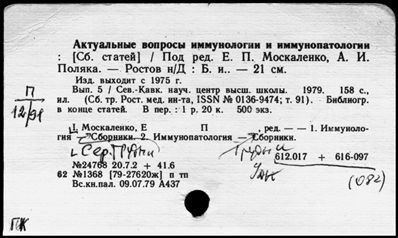 Актуальные вопросы иммунологии и иммунопатологии
: [Сб. статей] / Под ред. Е. П. Москаленко, А. И.
Поляка. — Ростов н/Д : Б. и.. — 21 см.
Изд. выходит с 1975 г.
Вып. 5 / Сев.-Кавк. науч. центр высш. школы. 1979. 158 с.,
ил. (Сб. тр. Рост. мед. ин-та, ISSN № 0136-9474; т. 91). Библиогр.
в конце статей. В пер. : 1 р. 20 к. 500 экз.
П
12/91
1. Москаленко, Е П , ред. — — 1. Иммуноло-
гия — Сборники. 2. Иммунопатология — Сборники.
612.017 + 616-097
(082)
№24768 20.7.2 + 41.6
62 №1368 [79-27620ж] п тп
Вс.кн.пал. 09.07.79 А437
ПК